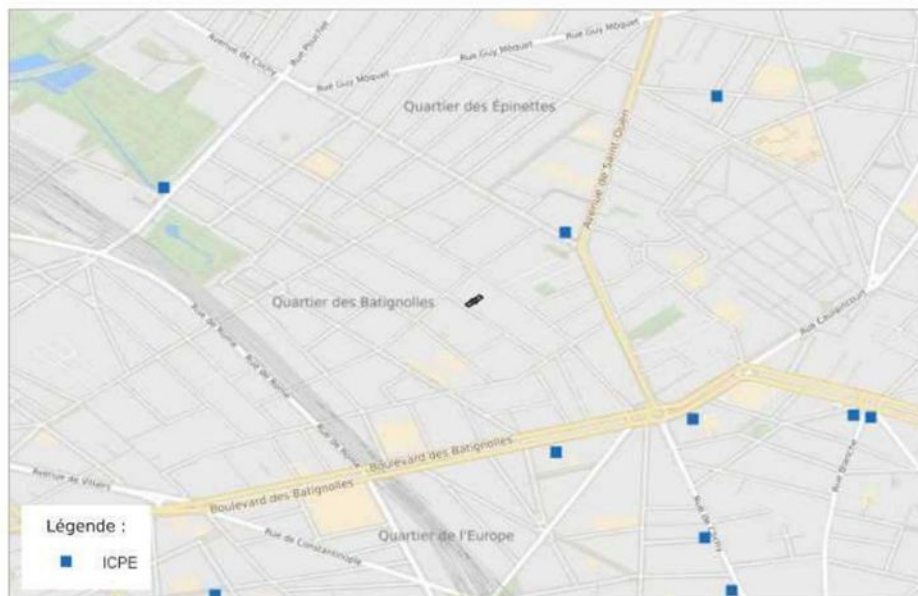 Rue Guy Môquet
Rue Guy Môquet
Rue Guy Môquet
Avenue de Clichy
Rue Pouchet
Quartier des Épinettes
Avenue de Saint-Ouen
Quartier des Batignolles
Rue de Rome
Rue de Rome
Rue de Rome
Rue Caulaincourt
Boulevard des Batignolles
Boulevard des Batignolles
Avenue de Villiers
Rue Blanche
Rue de Clichy
Rue de Constantinople
Quartier de l'Europe
Légende :
ICPE